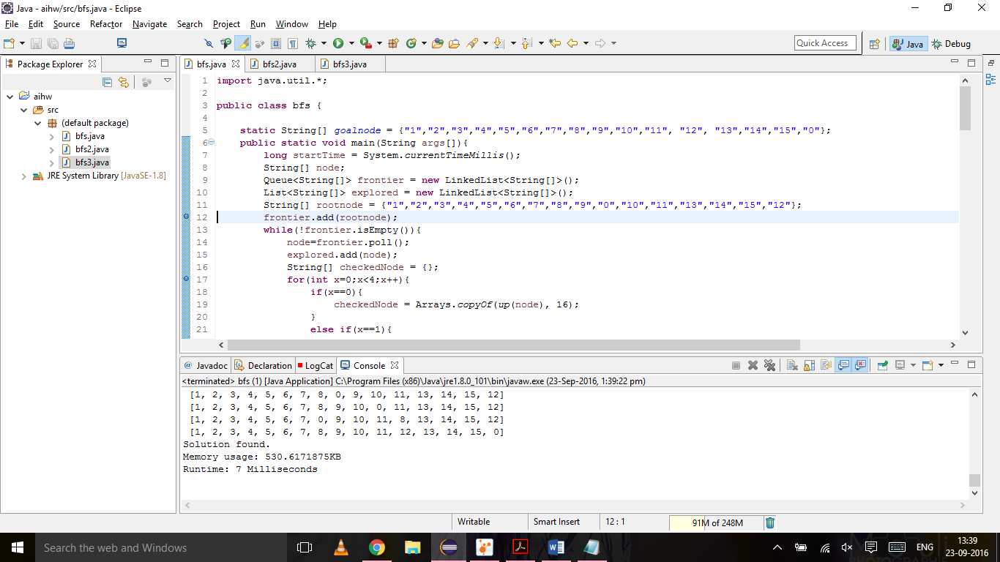 Java - aihw/src/bfs.java - Eclipse
File Edit Source Refactor Navigate Search Project Run Window Help
Quick Access
Java Debug
Package Explorer
aihw
src
(default package)
bfs.java
bfs2.java
bfs3.java
JRE System Library [JavaSE-1.8]
bfs.java bfs2.java bfs3.java
1 import java.util.*;
2
3 public class bfs {
4
5 static String[] goalnode = {"1","2","3","4","5","6","7","8","9","10","11", "12", "13","14","15","0"};
6 public static void main(String args[]){
7 long startTime = System.currentTimeMillis();
8 String[] node;
9 Queue<String[]> frontier = new LinkedList<String[]>();
10 List<String[]> explored = new LinkedList<String[]>();
11 String[] rootnode = {"1","2","3","4","5","6","7","8","9","0","10","11","13","14","15","12"};
12 frontier.add(rootnode);
13 while(!frontier.isEmpty()){
14 node=frontier.poll();
15 explored.add(node);
16 String[] checkedNode = {};
17 for(int x=0;x<4;x++){
18 if(x==0){
19 checkedNode = Arrays.copyOf(up(node), 16);
20 }
21 else if(x==1){
@ Javadoc Declaration LogCat Console
<terminated> bfs (1) [Java Application] C:\Program Files (x86)\Java\jre1.8.0_101\bin\javaw.exe (23-Sep-2016, 1:39:22 pm)
[1, 2, 3, 4, 5, 6, 7, 8, 0, 9, 10, 11, 13, 14, 15, 12]
[1, 2, 3, 4, 5, 6, 7, 8, 9, 10, 0, 11, 13, 14, 15, 12]
[1, 2, 3, 4, 5, 6, 7, 0, 9, 10, 11, 8, 13, 14, 15, 12]
[1, 2, 3, 4, 5, 6, 7, 8, 9, 10, 11, 12, 13, 14, 15, 0]
Solution found.
Memory usage: 530.6171875KB
Runtime: 7 Milliseconds
Writable Smart Insert 12 : 1 91M of 248M
Search the web and Windows
ENG
13:39
23-09-2016